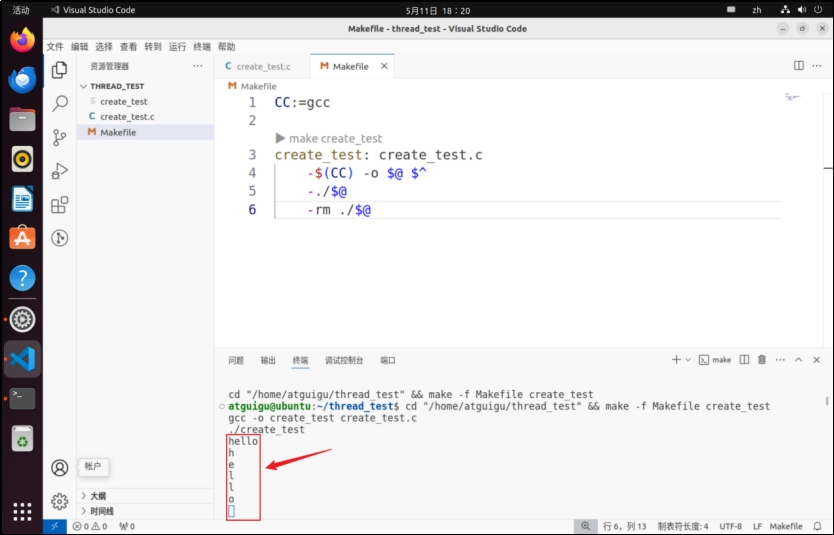 活动
Visual Studio Code
5月11日 18：20
zh
Makefile - thread_test - Visual Studio Code
文件 编辑 选择 查看 转到 运行 终端 帮助
资源管理器
THREAD_TEST
create_test
C create_test.c
M Makefile
C create_test.c
M Makefile
M Makefile
1 CC:=gcc
2
make create_test
3 create_test: create_test.c
4 -$(CC) -o $@ $^
5 -./$@
6 -rm ./$@
问题 输出 终端 调试控制台 端口
make
cd "/home/atguigu/thread_test" && make -f Makefile create_test
atguigu@ubuntu:~/thread_test$ cd "/home/atguigu/thread_test" && make -f Makefile create_test
gcc -o create_test create_test.c
./create_test
hello
h
e
l
l
o
帐户
大纲
时间线
0 0 0
行 6，列 13 制表符长度: 4 UTF-8 LF Makefile